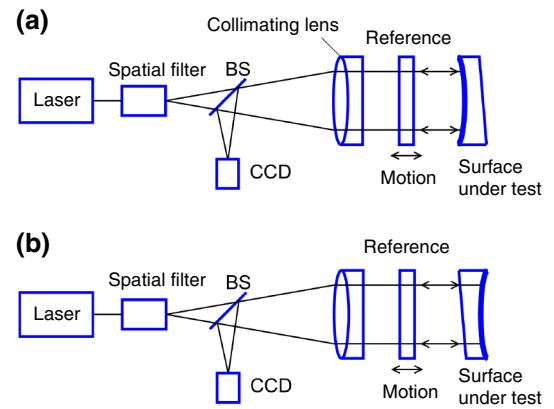 (a)
Collimating lens
Reference
Spatial filter
BS
Laser
CCD
Motion
Surface
under test
(b)
Reference
Spatial filter
BS
Laser
CCD
Motion
Surface
under test